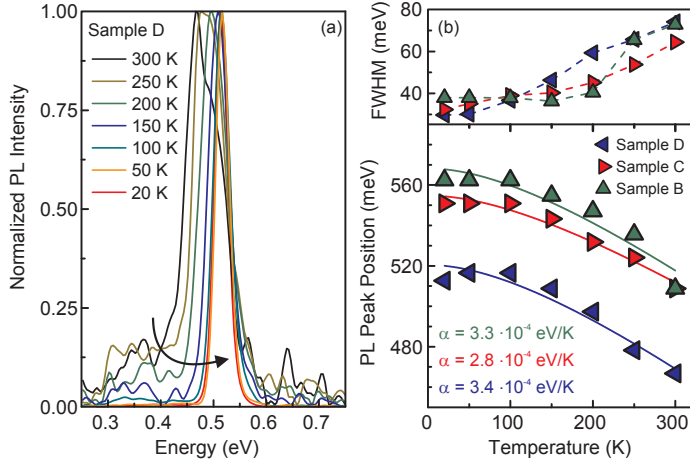 Sample D
(a)
300 K
250 K
200 K
150 K
100 K
50 K
20 K
Normalized PL Intensity
1.00
0.75
0.50
0.25
0.00
0.3
0.4
0.5
0.6
0.7
Energy (eV)
(b)
FWHM (meV)
80
60
40
Sample D
Sample C
Sample B
PL Peak Position (meV)
560
520
480
α = 3.3 ·10-4 eV/K
α = 2.8 ·10-4 eV/K
α = 3.4 ·10-4 eV/K
0
50
100
150
200
250
300
Temperature (K)